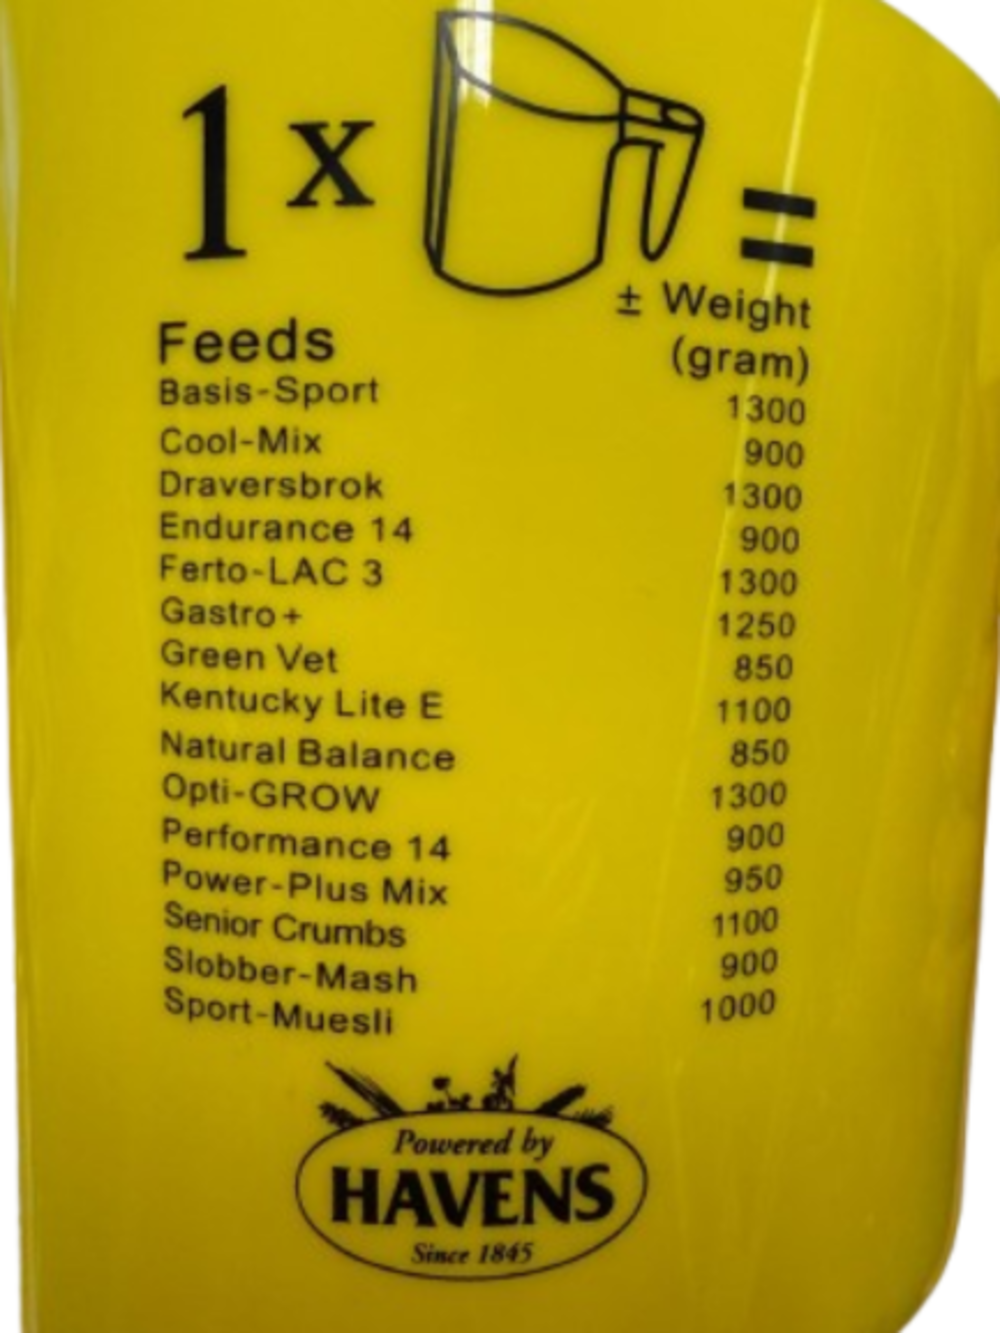 1 x =
± Weight
Feeds (gram)
Basis-Sport 1300
Cool-Mix 900
Draversbrok 1300
Endurance 14 900
Ferto-LAC 3 1300
Gastro+ 1250
Green Vet 850
Kentucky Lite E 1100
Natural Balance 850
Opti-GROW 1300
Performance 14 900
Power-Plus Mix 950
Senior Crumbs 1100
Slobber-Mash 900
Sport-Muesli 1000
Powered by
HAVENS
Since 1845